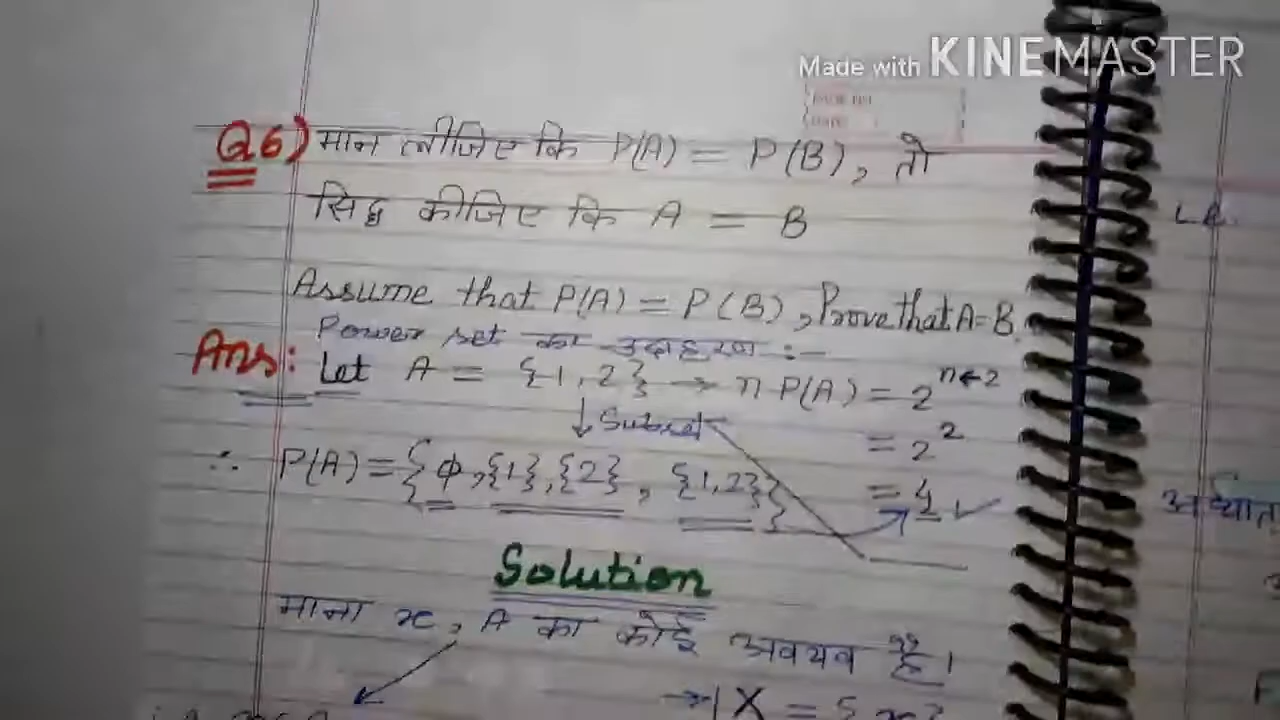 Made with KINEMASTER
Q6) मान लीजिए कि P(A) = P(B), तो
सिद्ध कीजिए कि A = B
Assume that P(A) = P(B), Prove that A=B.
Power set का उदाहरण :-
Ans: Let A = {1, 2} → n P(A) = 2^n←2
↓ Subset = 2^2
∴ P(A) = {ϕ, {1}, {2}, {1,2}} = 4 ✓
Solution
माना x, A का कोई अवयव है।
→ X = {x}